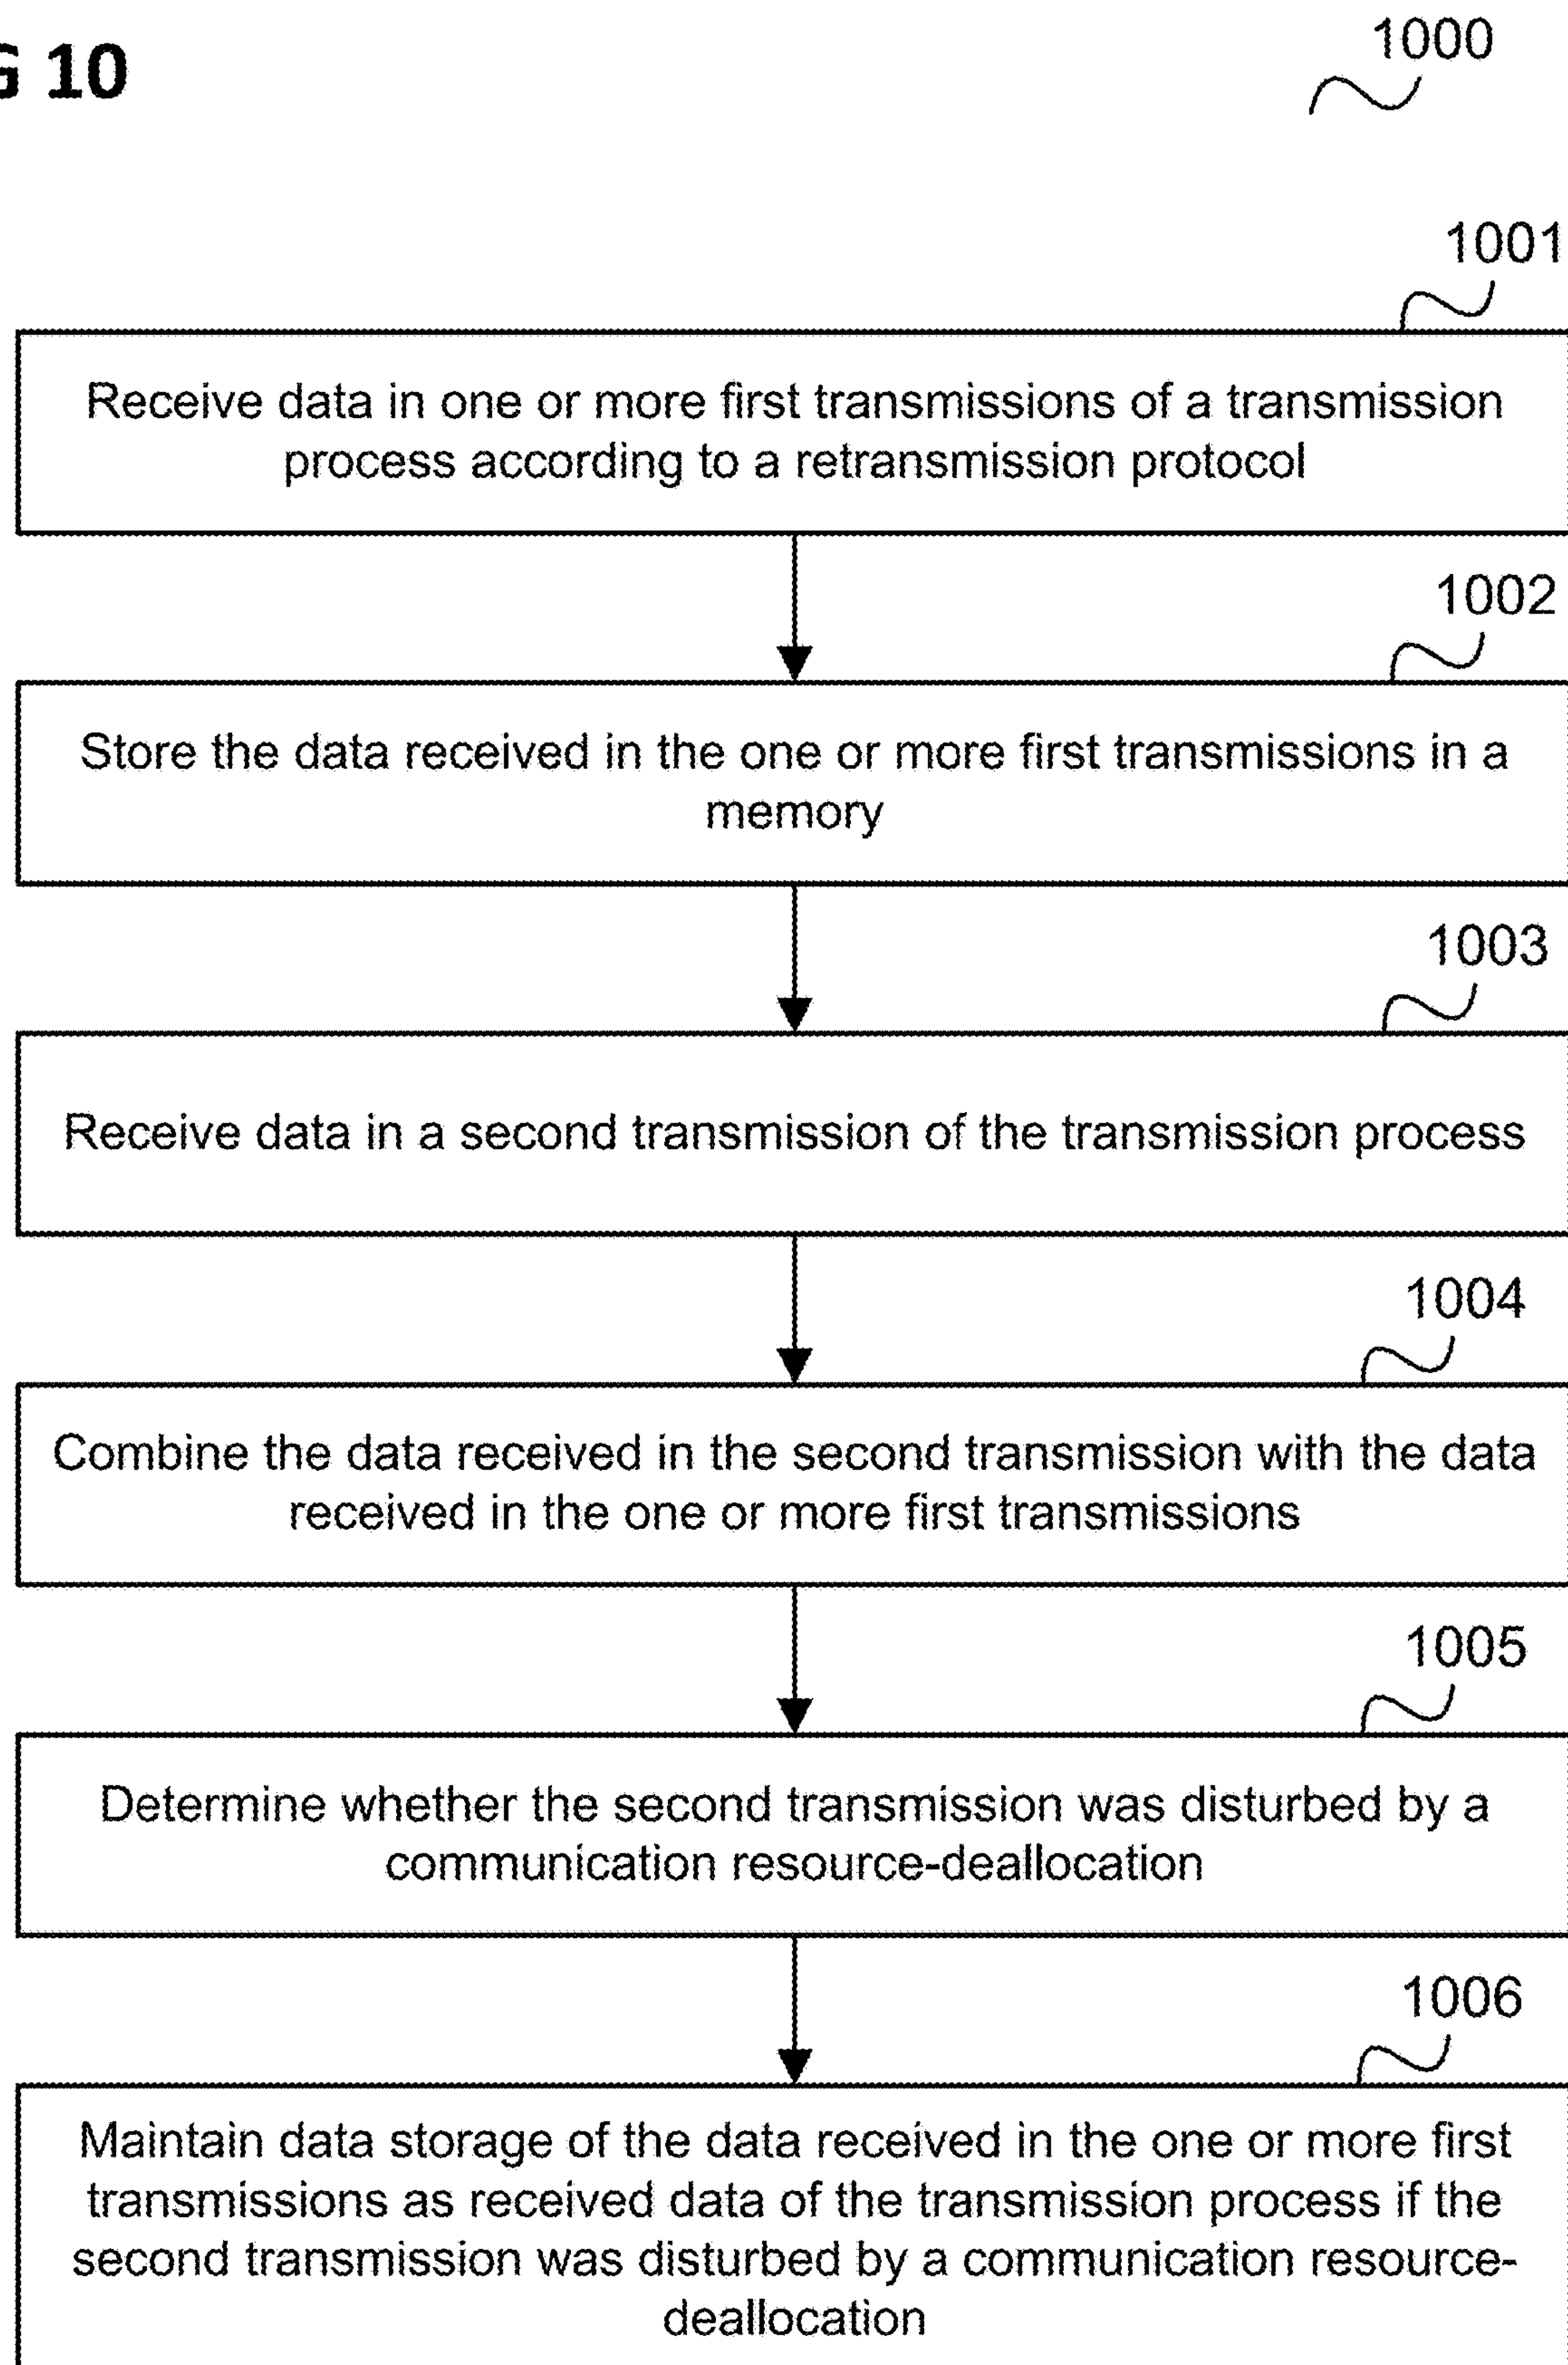 G 10
1000
1001
Receive data in one or more first transmissions of a transmission
process according to a retransmission protocol
1002
Store the data received in the one or more first transmissions in a
memory
1003
Receive data in a second transmission of the transmission process
1004
Combine the data received in the second transmission with the data
received in the one or more first transmissions
1005
Determine whether the second transmission was disturbed by a
communication resource-deallocation
1006
Maintain data storage of the data received in the one or more first
transmissions as received data of the transmission process if the
second transmission was disturbed by a communication resource-
deallocation